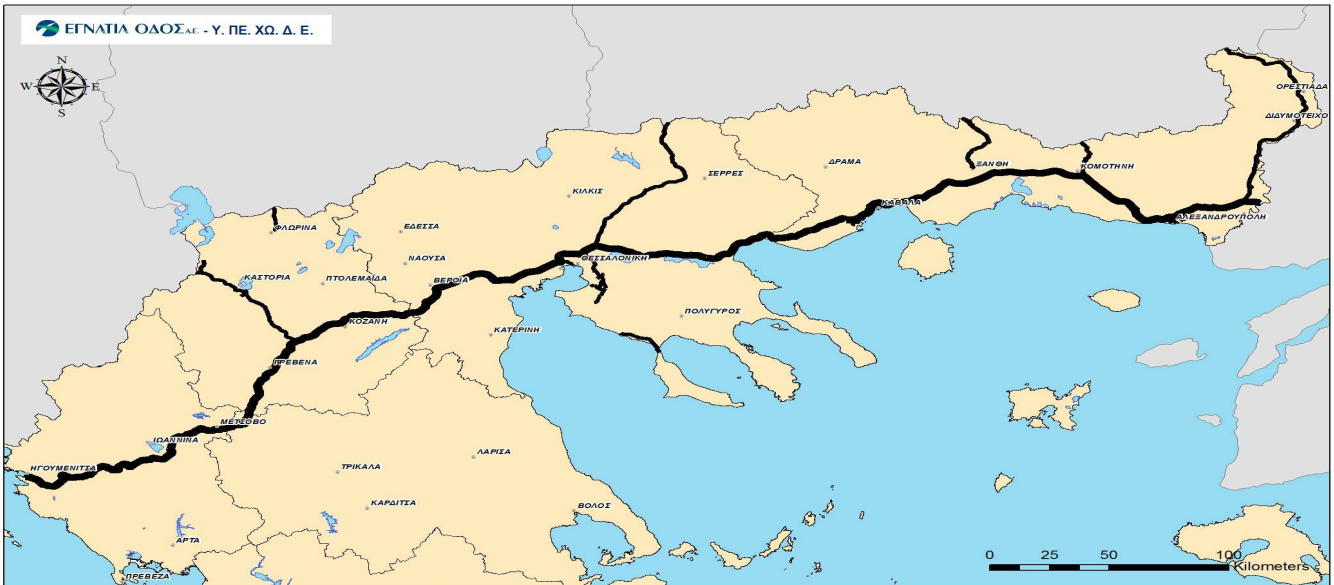 ΕΓΝΑΤΙΑ ΟΔΟΣ Α.Ε. - Υ. ΠΕ. ΧΩ. Δ. Ε.
N
W E
S
ΟΡΕΣΤΙΑΔΑ
ΔΙΔΥΜΟΤΕΙΧΟ
ΔΡΑΜΑ
ΞΑΝΘΗ
ΚΟΜΟΤΗΝΗ
ΣΕΡΡΕΣ
ΚΙΛΚΙΣ
ΚΑΒΑΛΑ
ΑΛΕΞΑΝΔΡΟΥΠΟΛΗ
ΦΛΩΡΙΝΑ
ΕΔΕΣΣΑ
ΝΑΟΥΣΑ
ΘΕΣΣΑΛΟΝΙΚΗ
ΚΑΣΤΟΡΙΑ
ΠΤΟΛΕΜΑΪΔΑ
ΒΕΡΟΙΑ
ΠΟΛΥΓΥΡΟΣ
ΚΟΖΑΝΗ
ΚΑΤΕΡΙΝΗ
ΓΡΕΒΕΝΑ
ΜΕΤΣΟΒΟ
ΙΩΑΝΝΙΝΑ
ΛΑΡΙΣΑ
ΗΓΟΥΜΕΝΙΤΣΑ
ΤΡΙΚΑΛΑ
ΚΑΡΔΙΤΣΑ
ΒΟΛΟΣ
ΑΡΤΑ
ΠΡΕΒΕΖΑ
0 25 50 100
Kilometers